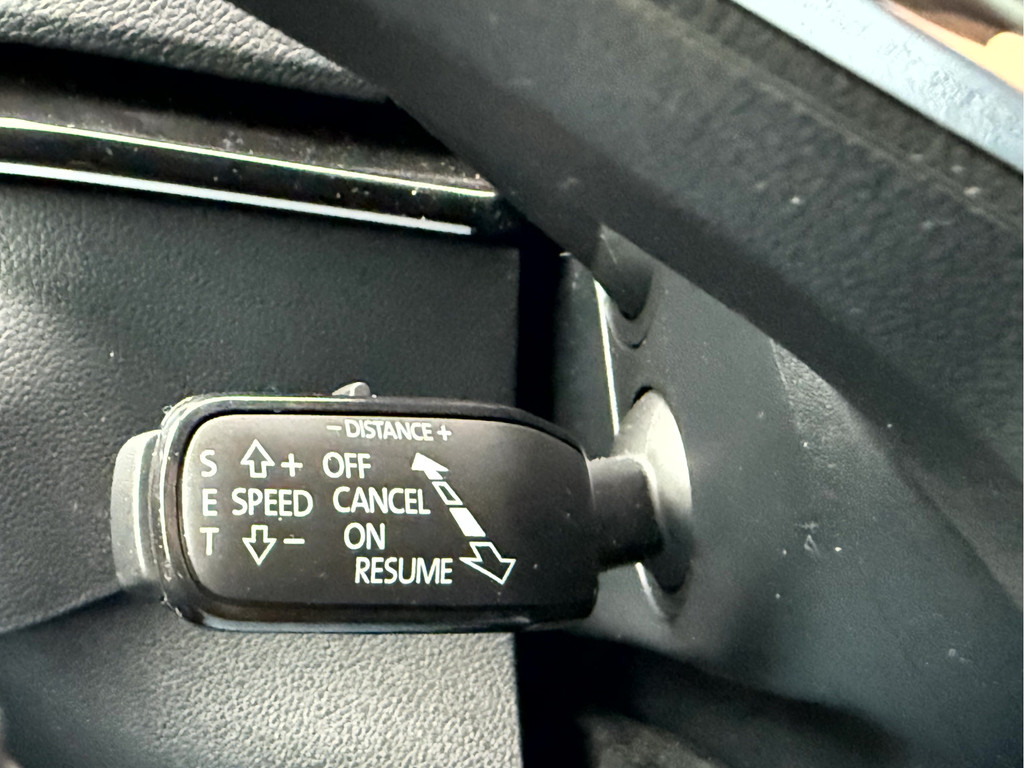 − DISTANCE +
S + OFF
E SPEED CANCEL
T − ON
RESUME